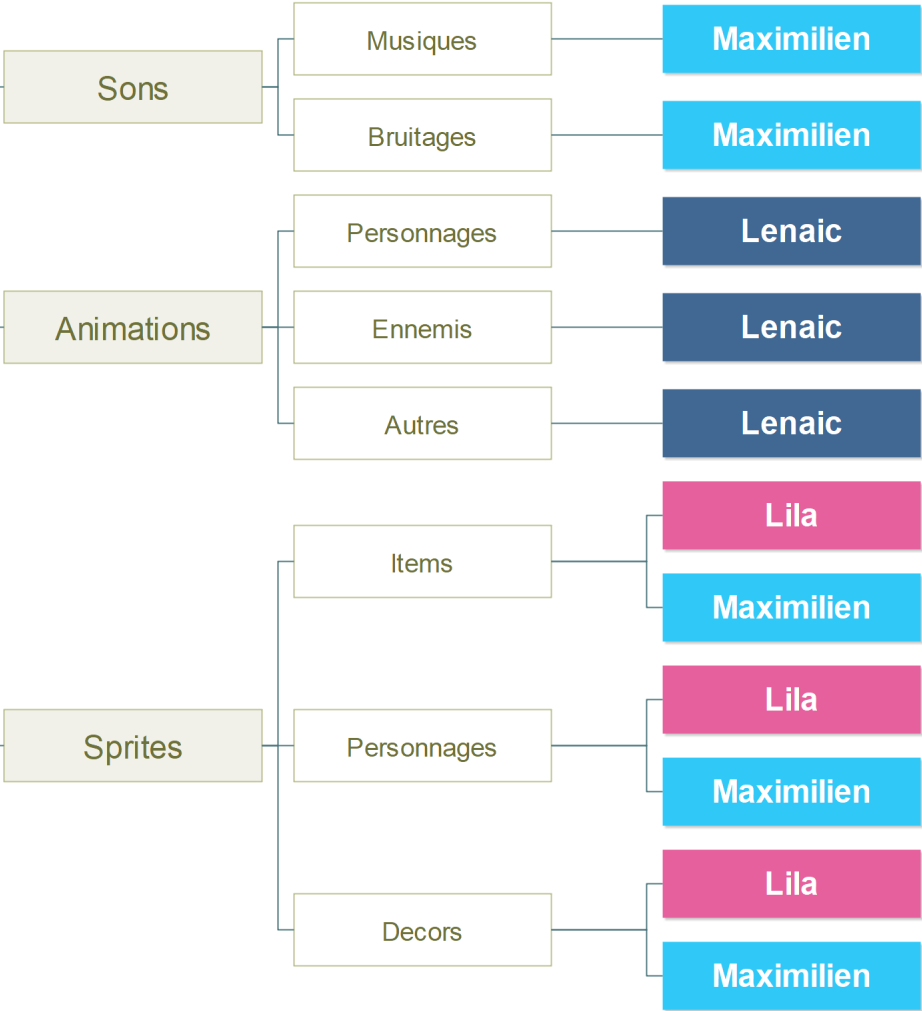 Sons
Musiques
Maximilien
Bruitages
Maximilien
Animations
Personnages
Lenaic
Ennemis
Lenaic
Autres
Lenaic
Sprites
Items
Lila
Maximilien
Personnages
Lila
Maximilien
Decors
Lila
Maximilien